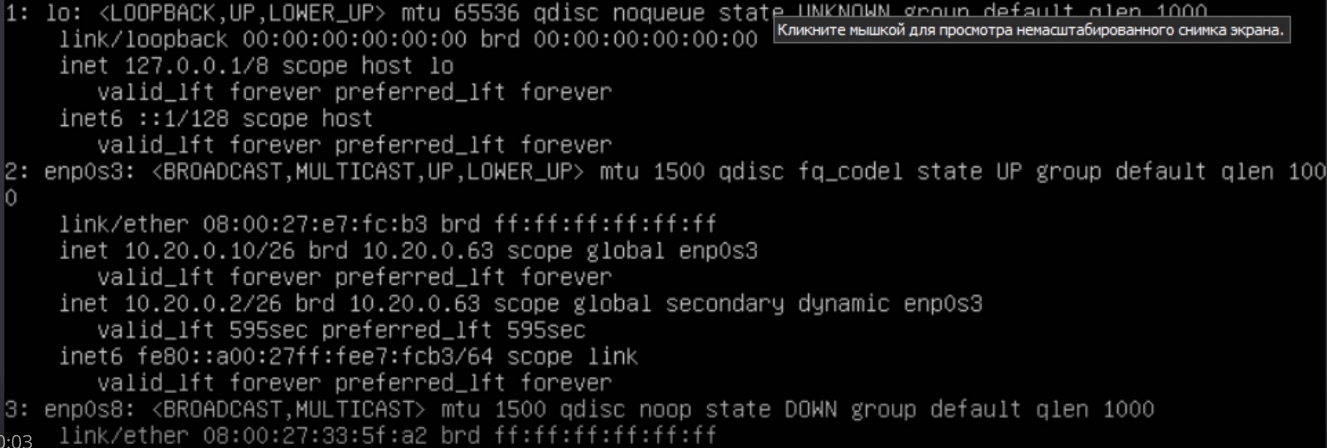 1: lo: <LOOPBACK,UP,LOWER_UP> mtu 65536 qdisc noqueue state UNKNOWN group default qlen 1000
link/loopback 00:00:00:00:00:00 brd 00:00:00:00:00:00
Кликните мышкой для просмотра немасштабированного снимка экрана.
inet 127.0.0.1/8 scope host lo
valid_lft forever preferred_lft forever
inet6 ::1/128 scope host
valid_lft forever preferred_lft forever
2: enp0s3: <BROADCAST,MULTICAST,UP,LOWER_UP> mtu 1500 qdisc fq_codel state UP group default qlen 100
0
link/ether 08:00:27:e7:fc:b3 brd ff:ff:ff:ff:ff:ff
inet 10.20.0.10/26 brd 10.20.0.63 scope global enp0s3
valid_lft forever preferred_lft forever
inet 10.20.0.2/26 brd 10.20.0.63 scope global secondary dynamic enp0s3
valid_lft 595sec preferred_lft 595sec
inet6 fe80::a00:27ff:fee7:fcb3/64 scope link
valid_lft forever preferred_lft forever
3: enp0s8: <BROADCAST,MULTICAST> mtu 1500 qdisc noop state DOWN group default qlen 1000
link/ether 08:00:27:33:5f:a2 brd ff:ff:ff:ff:ff:ff
0:03